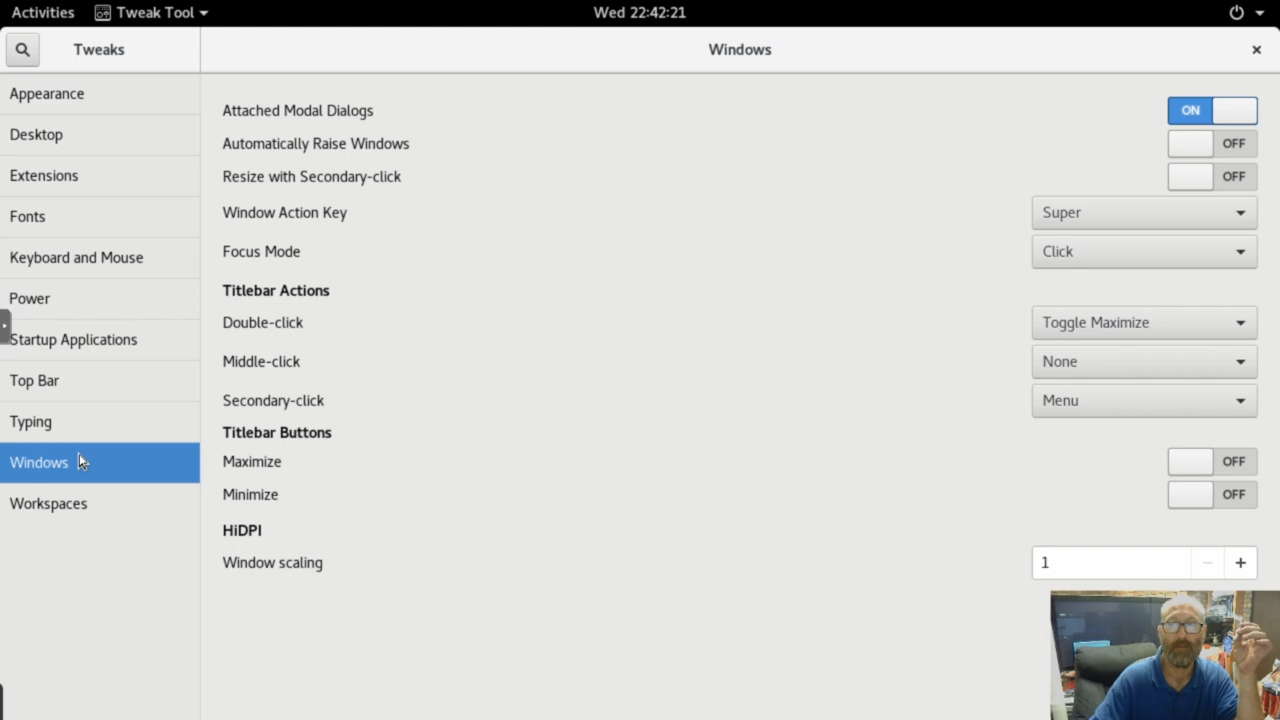 Activities Tweak Tool Wed 22:42:21
Tweaks Windows
Appearance
Desktop
Extensions
Fonts
Keyboard and Mouse
Power
Startup Applications
Top Bar
Typing
Windows
Workspaces
Attached Modal Dialogs ON
Automatically Raise Windows OFF
Resize with Secondary-click OFF
Window Action Key Super
Focus Mode Click
Titlebar Actions
Double-click Toggle Maximize
Middle-click None
Secondary-click Menu
Titlebar Buttons
Maximize OFF
Minimize OFF
HiDPI
Window scaling 1